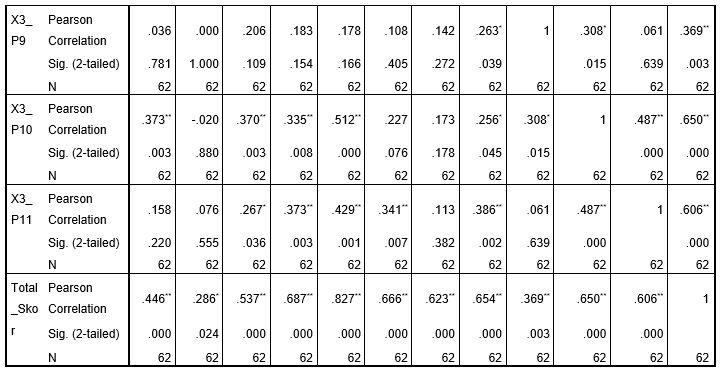 X3_ Pearson
P9 Correlation .036 .000 .206 .183 .178 .108 .142 .263* 1 .308* .061 .369**
Sig. (2-tailed) .781 1.000 .109 .154 .166 .405 .272 .039 .015 .639 .003
N 62 62 62 62 62 62 62 62 62 62 62 62
X3_ Pearson
P10 Correlation .373** -.020 .370** .335** .512** .227 .173 .256* .308* 1 .487** .650**
Sig. (2-tailed) .003 .880 .003 .008 .000 .076 .178 .045 .015 .000 .000
N 62 62 62 62 62 62 62 62 62 62 62 62
X3_ Pearson
P11 Correlation .158 .076 .267* .373** .429** .341** .113 .386** .061 .487** 1 .606**
Sig. (2-tailed) .220 .555 .036 .003 .001 .007 .382 .002 .639 .000 .000
N 62 62 62 62 62 62 62 62 62 62 62 62
Total Pearson
_Sko Correlation .446** .286* .537** .687** .827** .666** .623** .654** .369** .650** .606** 1
r Sig. (2-tailed) .000 .024 .000 .000 .000 .000 .000 .000 .003 .000 .000
N 62 62 62 62 62 62 62 62 62 62 62 62